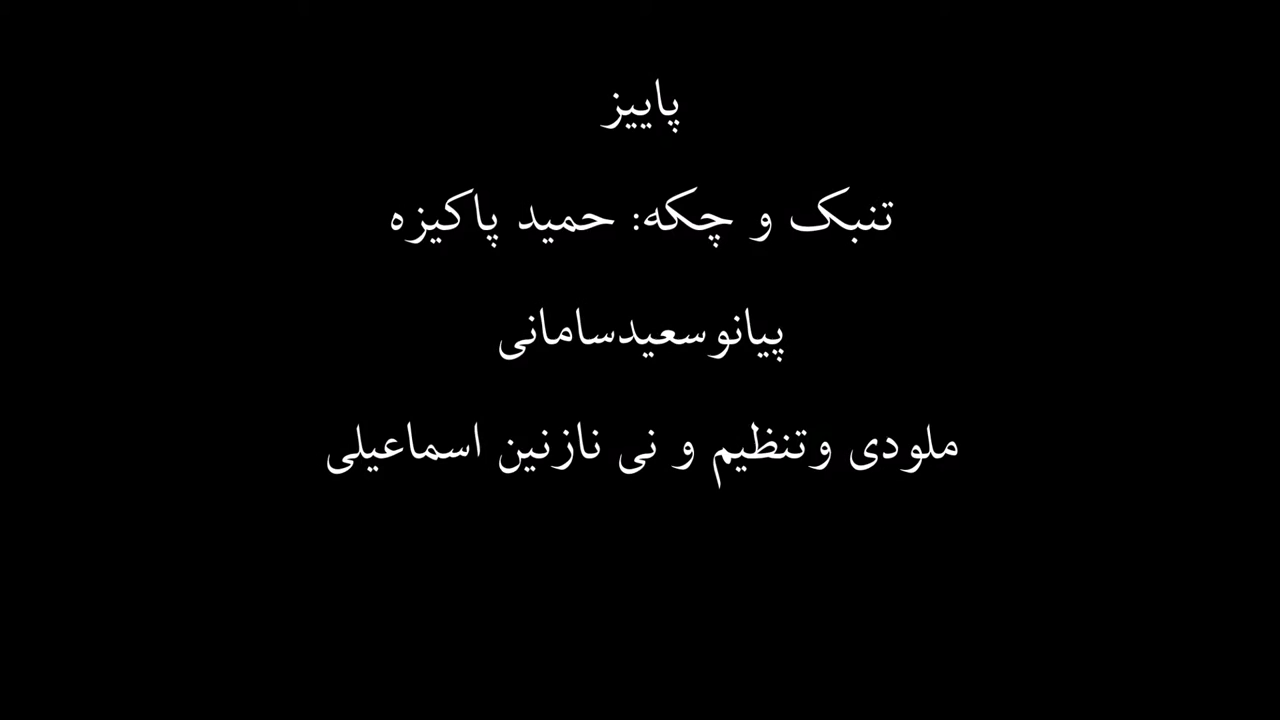 پاییز
تنبک و چکه: حمید پاکیزه
پیانوسعیدسامانی
ملودی وتنظیم و نی نازنین اسماعیلی